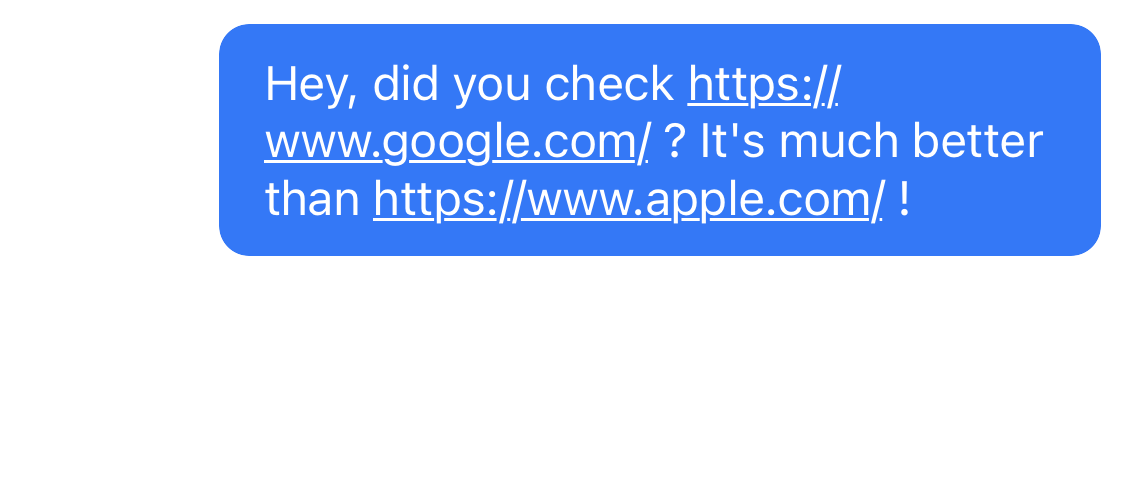 Hey, did you check https://
www.google.com/ ? It's much better
than https://www.apple.com/ !